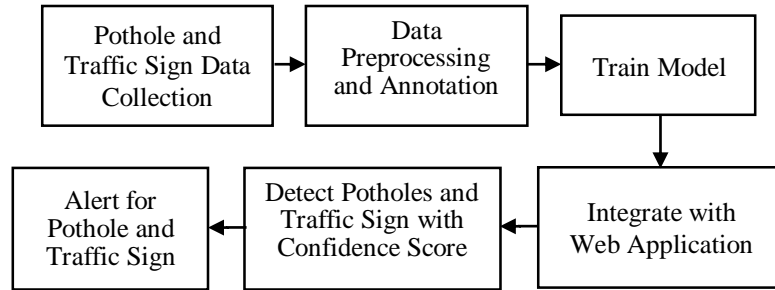 Pothole and
Traffic Sign Data
Collection
Data
Preprocessing
and Annotation
Train Model
Integrate with
Web Application
Detect Potholes and
Traffic Sign with
Confidence Score
Alert for
Pothole and
Traffic Sign